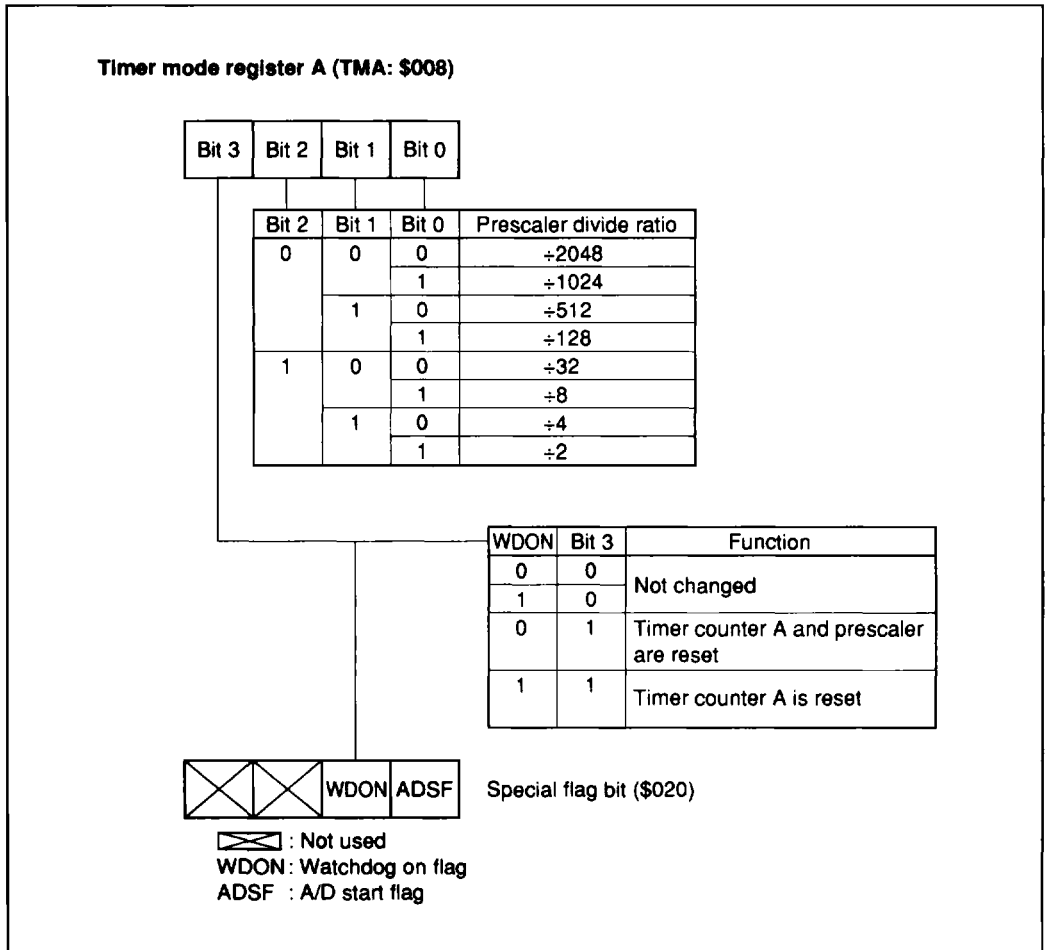 Timer mode register A (TMA: $008)
Bit 3 Bit 2 Bit 1 Bit 0
Bit 2 Bit 1 Bit 0 Prescaler divide ratio
0 0 0 ÷2048
1 ÷1024
1 0 ÷512
1 ÷128
1 0 0 ÷32
1 ÷8
1 0 ÷4
1 ÷2
WDON Bit 3 Function
0 0 Not changed
1 0
0 1 Timer counter A and prescaler
are reset
1 1 Timer counter A is reset
WDON ADSF Special flag bit ($020)
: Not used
WDON : Watchdog on flag
ADSF : A/D start flag